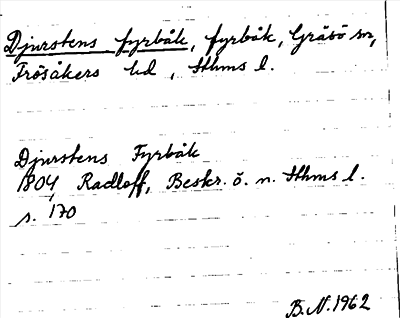 Djurstens fyrbåk, fyrbåk, Gräsö sn,
Frösåkers hd, Sthms l.
Djurstens Fyrbåk
1804 Radloff, Beskr. ö. n. Sthms l.
s. 170
B.N. 1962